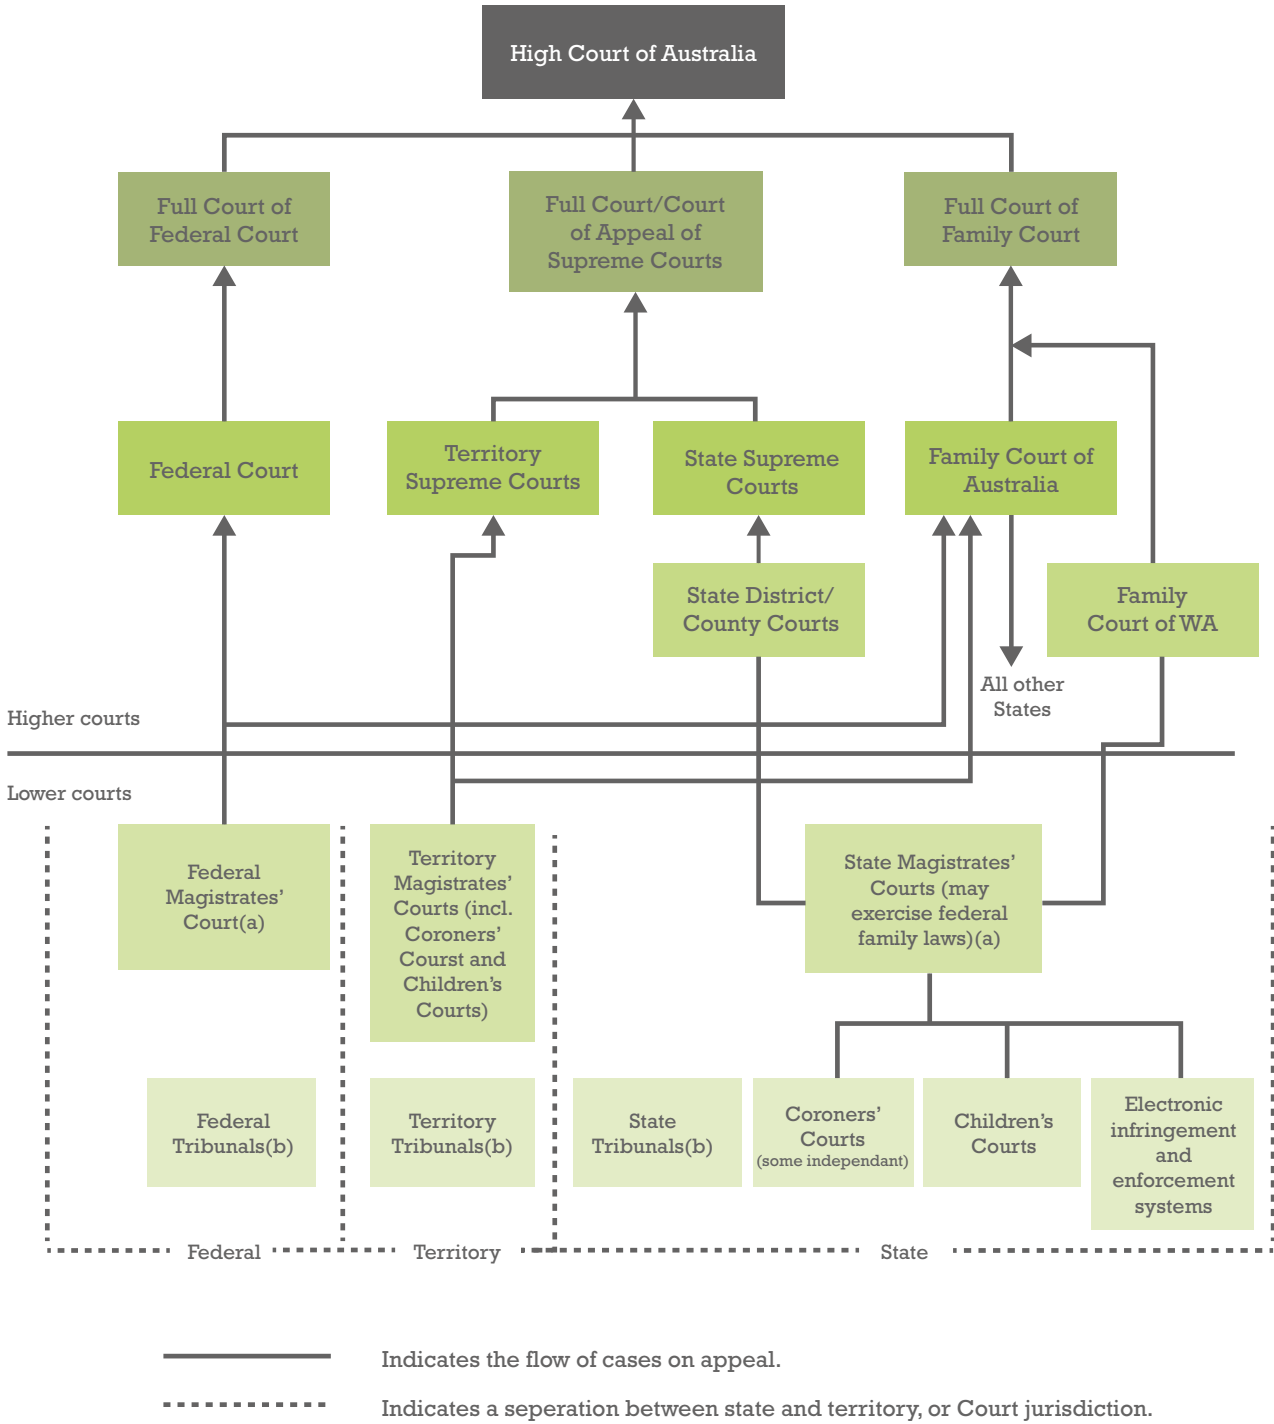 High Court of Australia
Full Court of
Federal Court
Full Court/Court
of Appeal of
Supreme Courts
Full Court of
Family Court
Federal Court
Territory
Supreme Courts
State Supreme
Courts
Family Court of
Australia
State District/
County Courts
Family
Court of WA
All other
States
Higher courts
Lower courts
Federal
Magistrates'
Court(a)
Territory
Magistrates'
Courts (incl.
Coroners'
Courst and
Children's
Courts)
State Magistrates'
Courts (may
exercise federal
family laws)(a)
Federal
Tribunals(b)
Territory
Tribunals(b)
State
Tribunals(b)
Coroners'
Courts
(some independant)
Children's
Courts
Electronic
infringement
and
enforcement
systems
Federal
Territory
State
Indicates the flow of cases on appeal.
Indicates a seperation between state and territory, or Court jurisdiction.